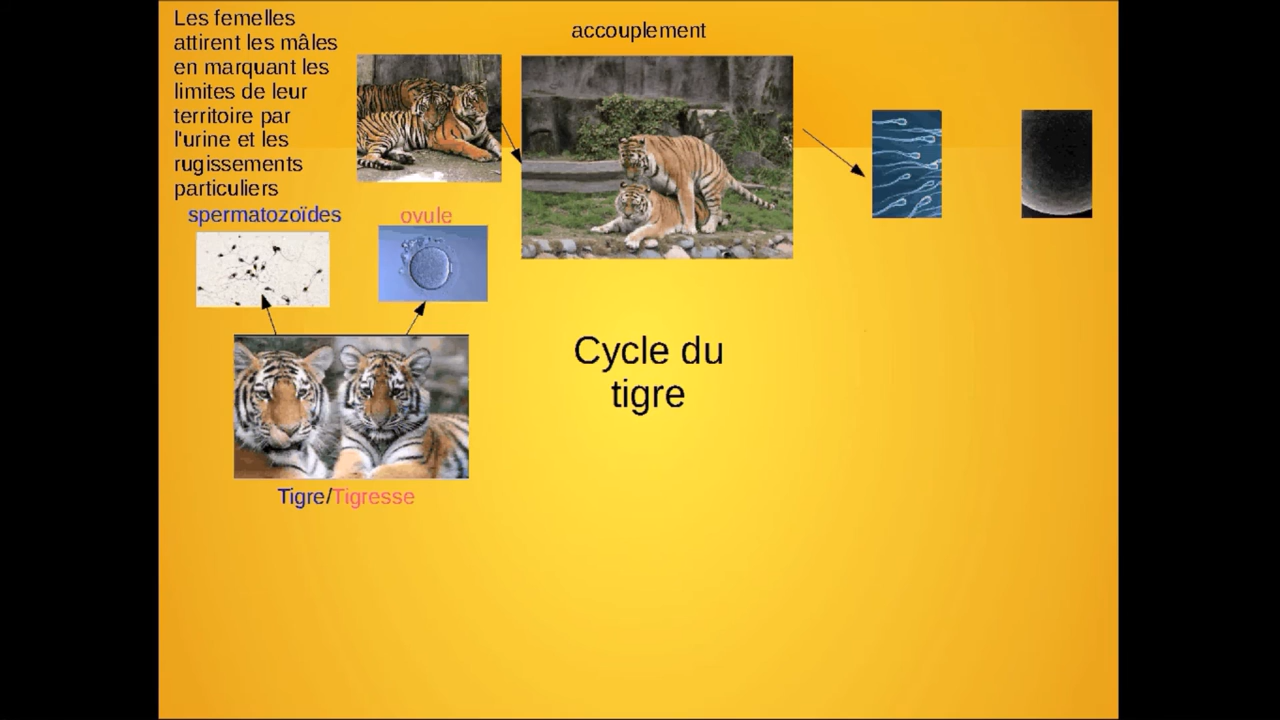 Les femelles
attirent les mâles
en marquant les
limites de leur
territoire par
l'urine et les
rugissements
particuliers
accouplement
spermatozoïdes
ovule
Cycle du
tigre
Tigre/Tigresse